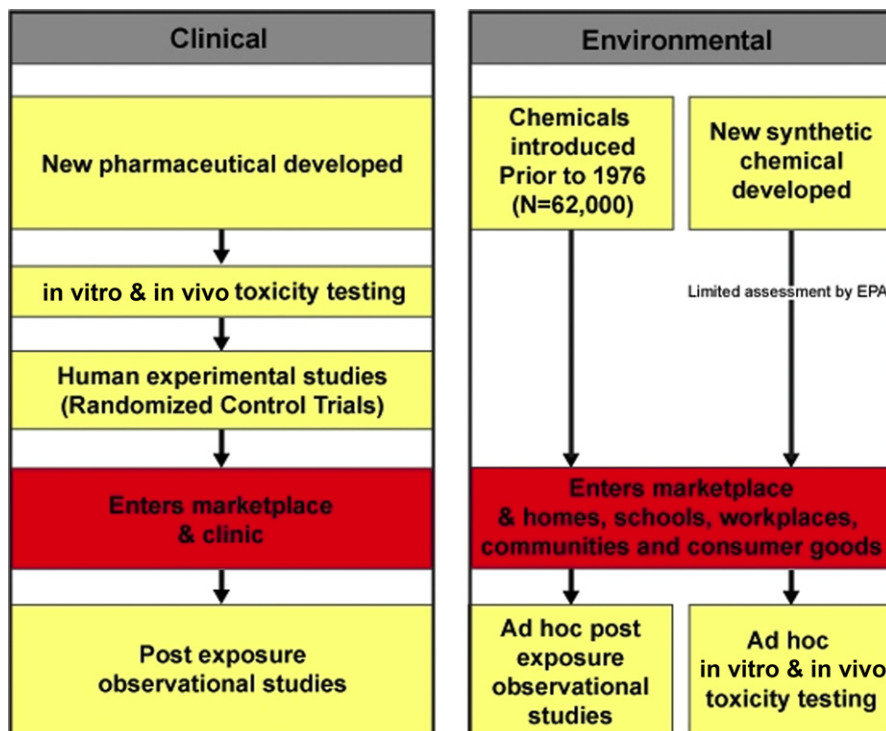 Clinical
New pharmaceutical developed
in vitro & in vivo toxicity testing
Human experimental studies
(Randomized Control Trials)
Enters marketplace
& clinic
Post exposure
observational studies
Environmental
Chemicals
introduced
Prior to 1976
(N=62,000)
New synthetic
chemical
developed
Limited assessment by EPA
Enters marketplace
& homes, schools, workplaces,
communities and consumer goods
Ad hoc post
exposure
observational
studies
Ad hoc
in vitro & in vivo
toxicity testing